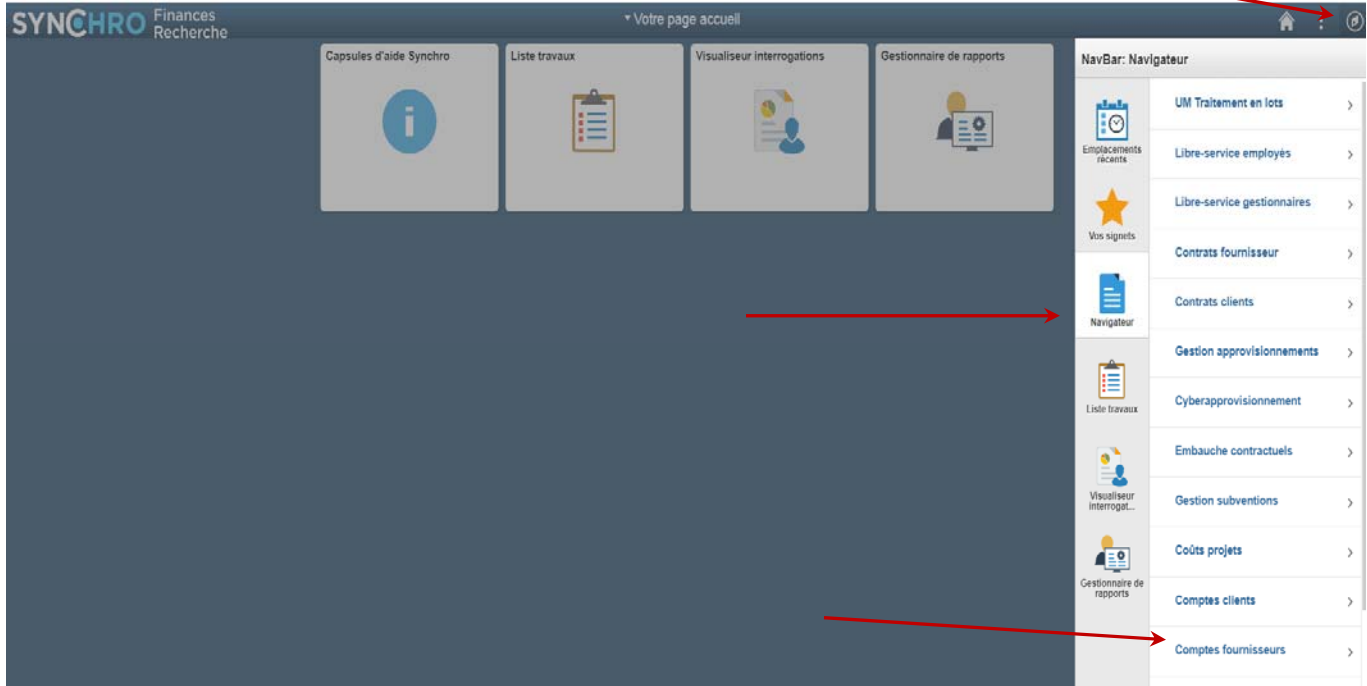 SYNCHRO Finances
Recherche
Votre page accueil
Capsules d'aide Synchro
Liste travaux
Visualiseur interrogations
Gestionnaire de rapports
NavBar: Navigateur
Emplacements
récents
Vos signets
Navigateur
Liste travaux
Visualiseur
interrogat...
Gestionnaire de
rapports
UM Traitement en lots
Libre-service employés
Libre-service gestionnaires
Contrats fournisseur
Contrats clients
Gestion approvisionnements
Cyberapprovisionnement
Embauche contractuels
Gestion subventions
Coûts projets
Comptes clients
Comptes fournisseurs